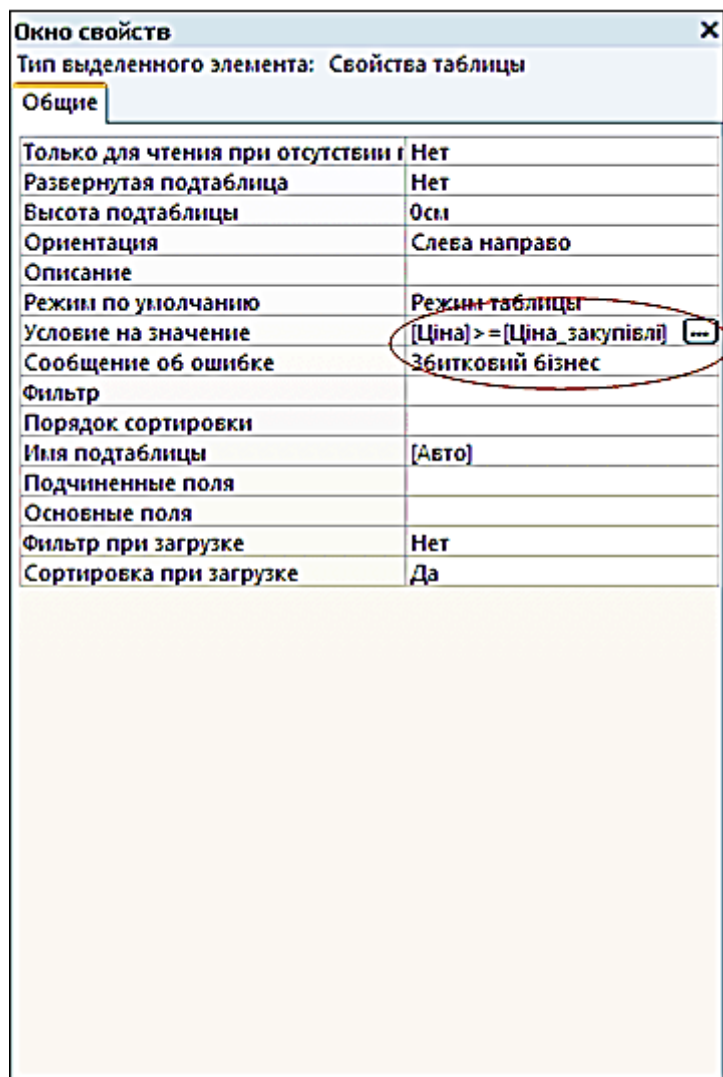 Окно свойств
Тип выделенного элемента: Свойства таблицы
Общие
Только для чтения при отсутствии Нет
Развернутая подтаблица Нет
Высота подтаблицы 0см
Ориентация Слева направо
Описание
Режим по умолчанию Режим таблицы
Условие на значение [Ціна]>=[Ціна_закупівлі] ...
Сообщение об ошибке Збитковий бізнес
Фильтр
Порядок сортировки
Имя подтаблицы [Авто]
Подчиненные поля
Основные поля
Фильтр при загрузке Нет
Сортировка при загрузке Да